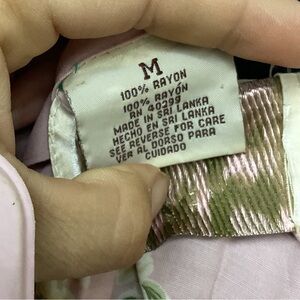 M
100% RAYON
100% RAYÓN
RN 40299
MADE IN SRI LANKA
HECHO EN SRI LANKA
SEE REVERSE FOR CARE
VER AL DORSO PARA
CUIDADO